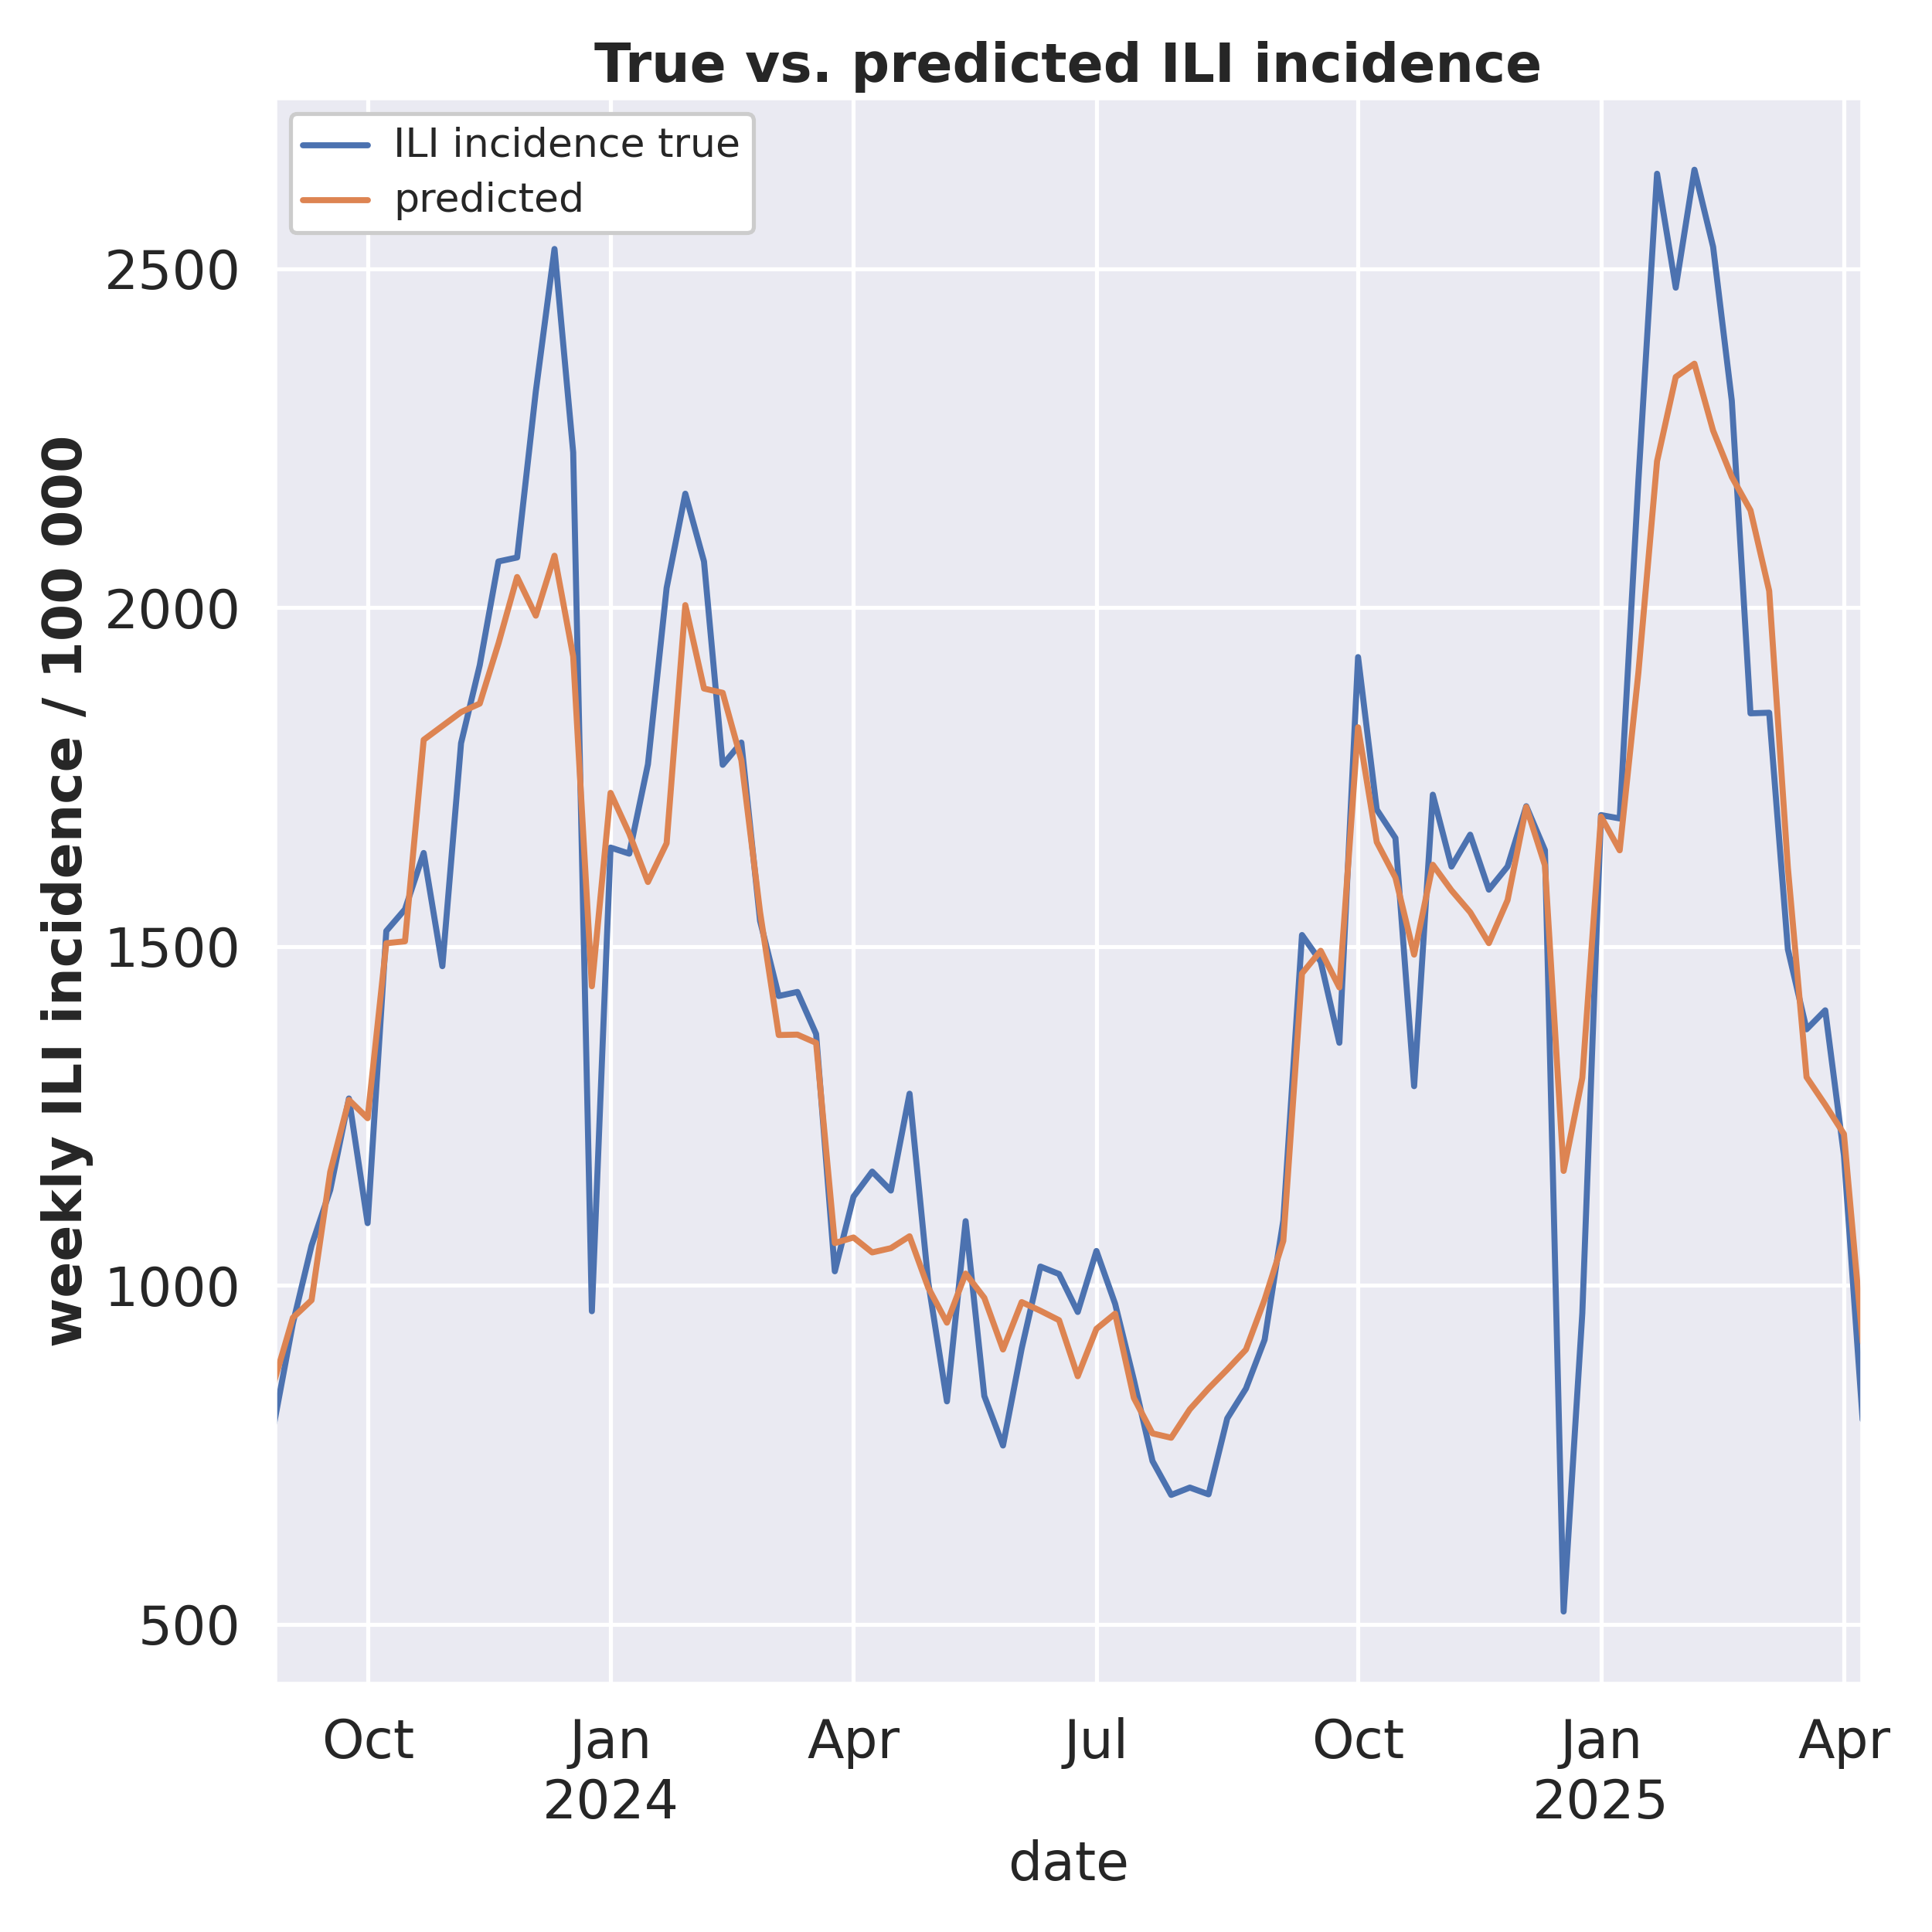 True vs. predicted ILI incidence
ILI incidence true
predicted
weekly ILI incidence / 100 000
2500
2000
1500
1000
500
Oct Jan Apr Jul Oct Jan Apr
2024 2025
date